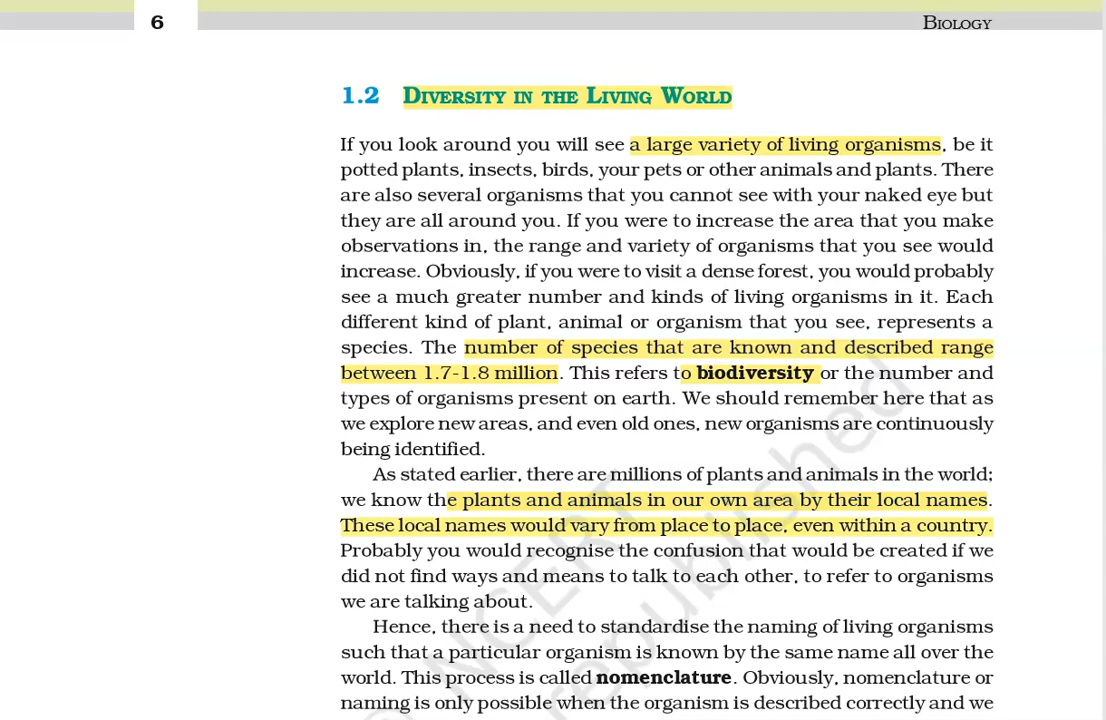 6
BIOLOGY
1.2 DIVERSITY IN THE LIVING WORLD
If you look around you will see a large variety of living organisms, be it
potted plants, insects, birds, your pets or other animals and plants. There
are also several organisms that you cannot see with your naked eye but
they are all around you. If you were to increase the area that you make
observations in, the range and variety of organisms that you see would
increase. Obviously, if you were to visit a dense forest, you would probably
see a much greater number and kinds of living organisms in it. Each
different kind of plant, animal or organism that you see, represents a
species. The number of species that are known and described range
between 1.7-1.8 million. This refers to biodiversity or the number and
types of organisms present on earth. We should remember here that as
we explore new areas, and even old ones, new organisms are continuously
being identified.
As stated earlier, there are millions of plants and animals in the world;
we know the plants and animals in our own area by their local names.
These local names would vary from place to place, even within a country.
Probably you would recognise the confusion that would be created if we
did not find ways and means to talk to each other, to refer to organisms
we are talking about.
Hence, there is a need to standardise the naming of living organisms
such that a particular organism is known by the same name all over the
world. This process is called nomenclature. Obviously, nomenclature or
naming is only possible when the organism is described correctly and we
© NCERT
republished